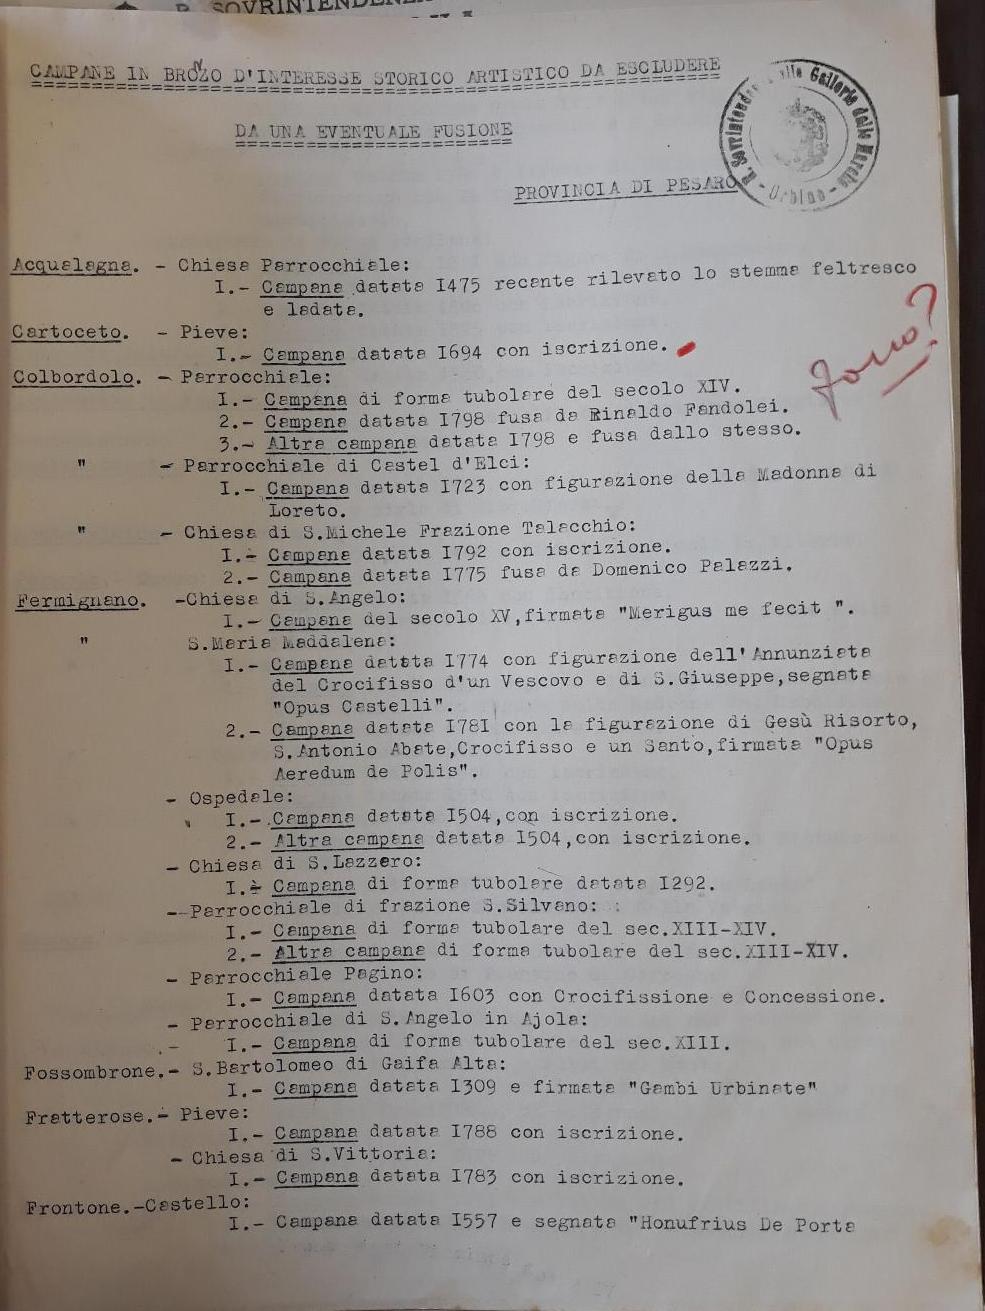 R. SOVRINTENDENZA
CAMPANE IN BRONZO D'INTERESSE STORICO ARTISTICO DA ESCLUDERE
DA UNA EVENTUALE FUSIONE
R. Sovrintendenza alle Gallerie delle Marche - Urbino -
PROVINCIA DI PESARO
Acqualagna. - Chiesa Parrocchiale:
I.- Campana datata I475 recante rilevato lo stemma feltresco
e ladata.
Cartoceto. - Pieve:
I.- Campana datata I694 con iscrizione.
Colbordolo. - Parrocchiale:
I.- Campana di forma tubolare del secolo XIV.
2.- Campana datata I798 fusa da Rinaldo Fandolei.
3.- Altra campana datata I798 e fusa dallo stesso.
" - Parrocchiale di Castel d'Elci:
I.- Campana datata I723 con figurazione della Madonna di
Loreto.
" - Chiesa di S.Michele Frazione Talacchio:
I.- Campana datata I792 con iscrizione.
2.- Campana datata I775 fusa da Domenico Palazzi.
Fermignano. -Chiesa di S.Angelo:
I.- Campana del secolo XV,firmata "Merigus me fecit ".
" S.Maria Maddalena:
I.- Campana datata I774 con figurazione dell'Annunziata
del Crocifisso d'un Vescovo e di S.Giuseppe,segnata
"Opus Castelli".
2.- Campana datata I78I con la figurazione di Gesù Risorto,
S.Antonio Abate,Crocifisso e un Santo,firmata "Opus
Aeredum de Polis".
- Ospedale:
I.- Campana datata I504,con iscrizione.
2.- Altra campana datata I504,con iscrizione.
- Chiesa di S.Lazzero:
I.- Campana di forma tubolare datata I292.
--Parrocchiale di frazione S.Silvano:
I.- Campana di forma tubolare del sec.XIII-XIV.
2.- Altra campana di forma tubolare del sec.XIII-XIV.
- Parrocchiale Pagino:
I.- Campana datata I603 con Crocifissione e Concessione.
- Parrocchiale di S.Angelo in Ajola:
I.- Campana di forma tubolare del sec.XIII.
Fossombrone.- S.Bartolomeo di Gaifa Alta:
I.- Campana datata I309 e firmata "Gambi Urbinate"
Fratterosa.- Pieve:
I.- Campana datata I788 con iscrizione.
- Chiesa di S.Vittoria:
I.- Campana datata I783 con iscrizione.
Frontone.-Castello:
I.- Campana datata I557 e segnata "Honufrius De Porta